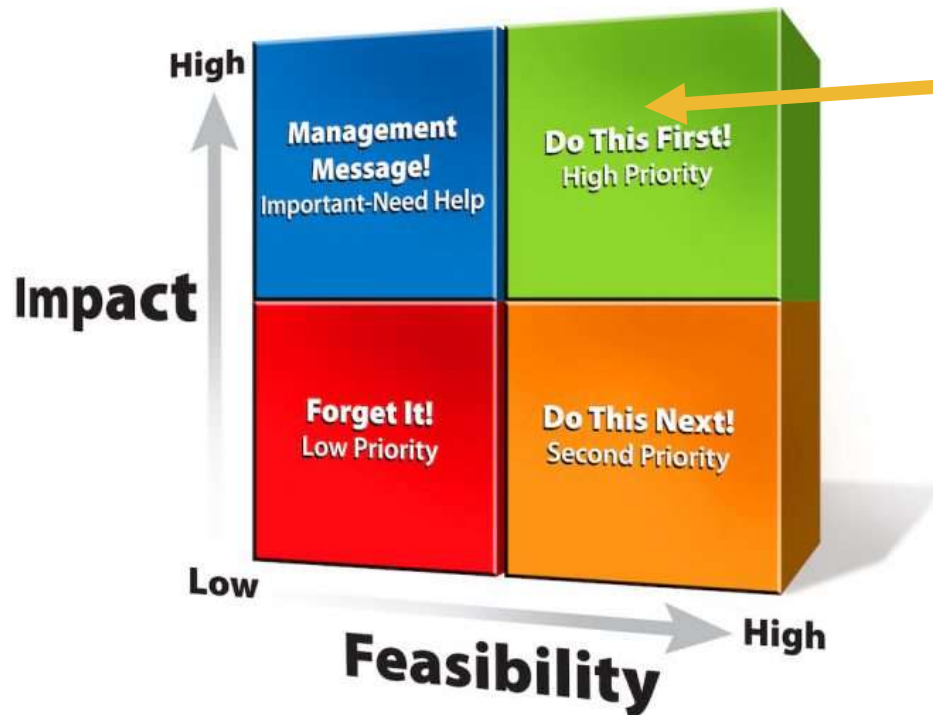 High
Management
Message!
Important-Need Help
Do This First!
High Priority
Impact
Forget It!
Low Priority
Do This Next!
Second Priority
Low
High
Feasibility